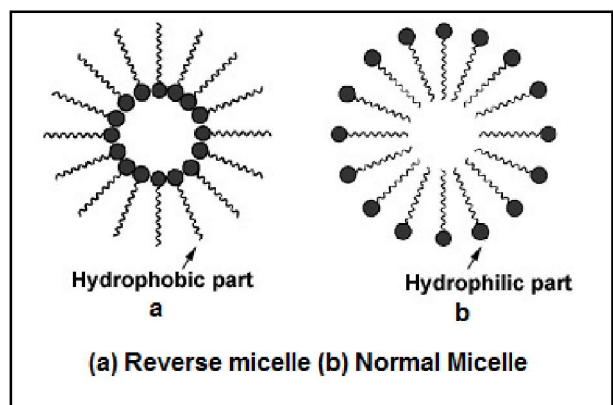 Hydrophobic part
Hydrophilic part
a
b
(a) Reverse micelle (b) Normal Micelle